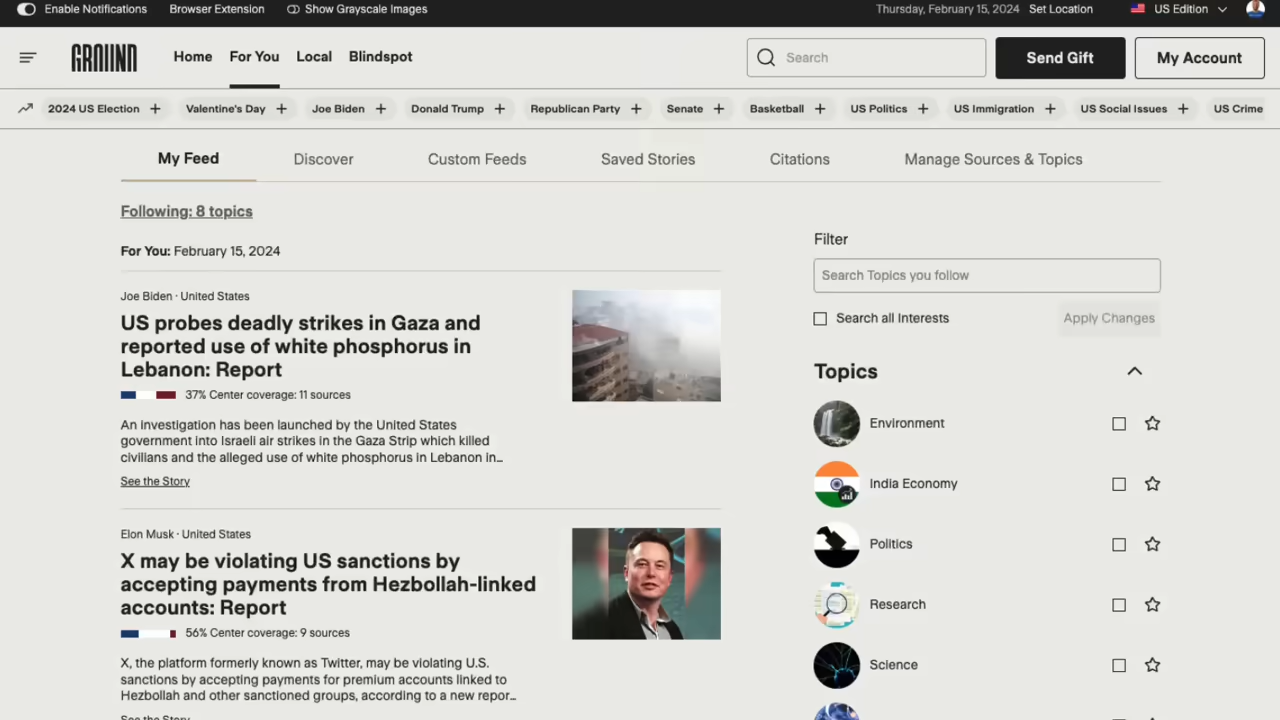 Enable Notifications Browser Extension Show Grayscale Images Thursday, February 15, 2024 Set Location US Edition
GROUND Home For You Local Blindspot Search Send Gift My Account
2024 US Election + Valentine's Day + Joe Biden + Donald Trump + Republican Party + Senate + Basketball + US Politics + US Immigration + US Social Issues + US Crime
My Feed Discover Custom Feeds Saved Stories Citations Manage Sources & Topics
Following: 8 topics
For You: February 15, 2024
Joe Biden · United States
US probes deadly strikes in Gaza and
reported use of white phosphorus in
Lebanon: Report
37% Center coverage: 11 sources
An investigation has been launched by the United States
government into Israeli air strikes in the Gaza Strip which killed
civilians and the alleged use of white phosphorus in Lebanon in…
See the Story
Elon Musk · United States
X may be violating US sanctions by
accepting payments from Hezbollah-linked
accounts: Report
56% Center coverage: 9 sources
X, the platform formerly known as Twitter, may be violating U.S.
sanctions by accepting payments for premium accounts linked to
Hezbollah and other sanctioned groups, according to a new repor…
See the Story
Filter
Search Topics you follow
Search all Interests Apply Changes
Topics
Environment
India Economy
Politics
Research
Science